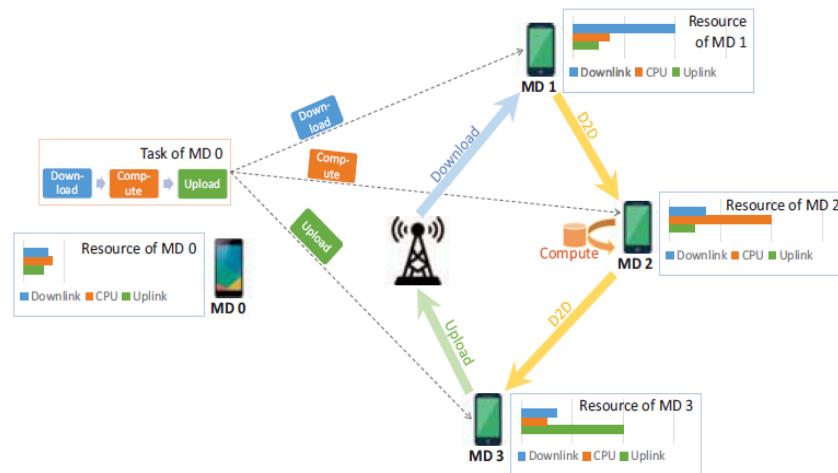 Resource
of MD 1
Downlink CPU Uplink
MD 1
Down-
load
Task of MD 0
Down-
load
Comp-
ute
Upload
Comp-
ute
Download
D2D
Upload
Resource of MD 0
Downlink CPU Uplink
MD 0
Compute
MD 2
Resource of MD 2
Downlink CPU Uplink
Upload
D2D
MD 3
Resource of MD 3
Downlink CPU Uplink